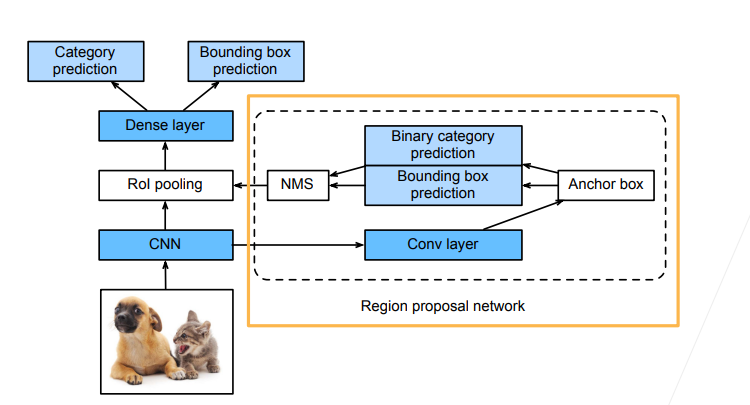 Category
prediction
Bounding box
prediction
Dense layer
Binary category
prediction
RoI pooling
NMS
Bounding box
prediction
Anchor box
CNN
Conv layer
Region proposal network